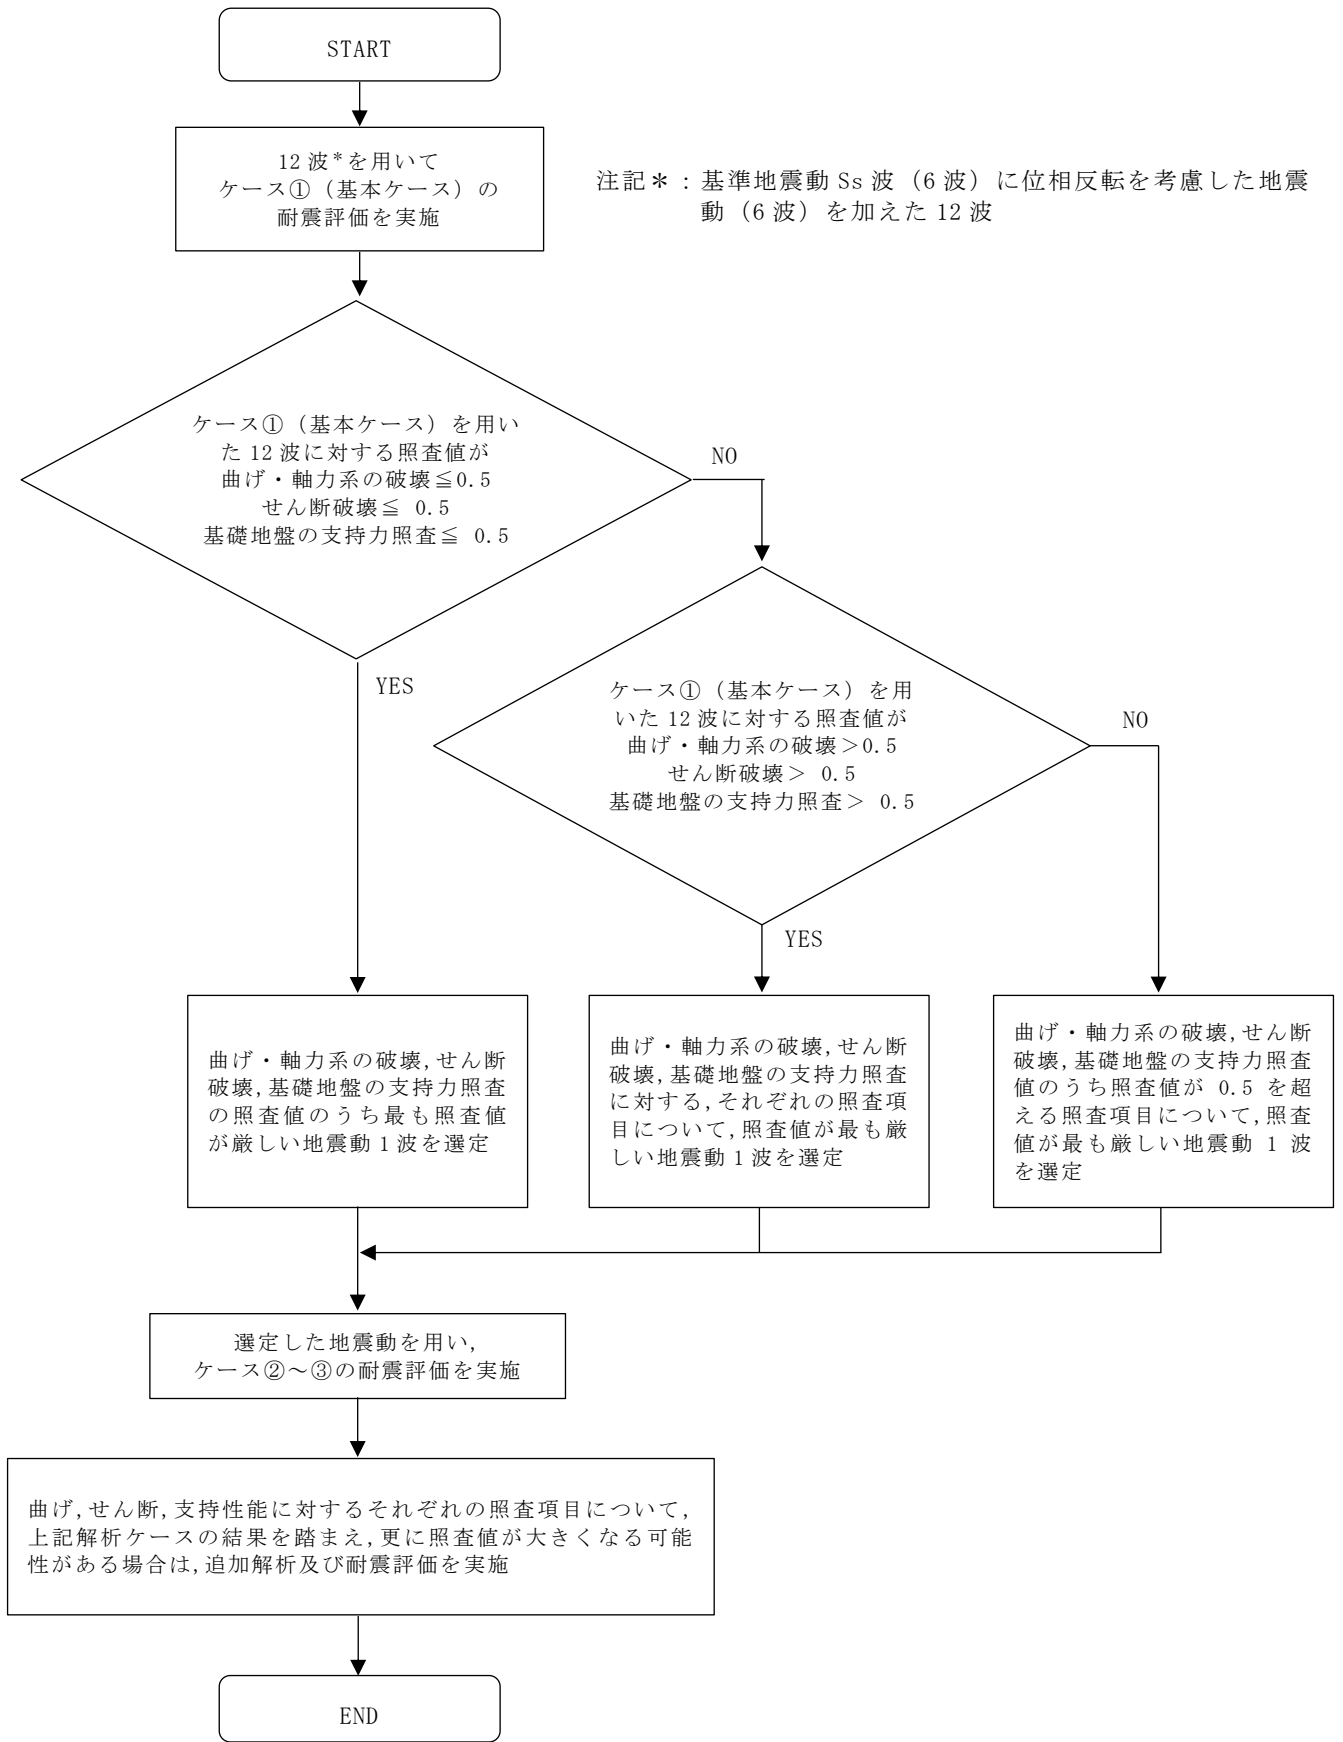 START
12 波*を用いて
ケース①（基本ケース）の
耐震評価を実施
注記＊：基準地震動 Ss 波（6 波）に位相反転を考慮した地震
動（6 波）を加えた 12 波
ケース①（基本ケース）を用い
た 12 波に対する照査値が
曲げ・軸力系の破壊≦0.5
せん断破壊≦ 0.5
基礎地盤の支持力照査≦ 0.5
NO
YES
ケース①（基本ケース）を用
いた 12 波に対する照査値が
曲げ・軸力系の破壊＞0.5
せん断破壊＞ 0.5
基礎地盤の支持力照査＞ 0.5
NO
YES
曲げ・軸力系の破壊,せん断
破壊,基礎地盤の支持力照査
の照査値のうち最も照査値
が厳しい地震動 1 波を選定
曲げ・軸力系の破壊,せん断
破壊,基礎地盤の支持力照査
に対する,それぞれの照査項
目について,照査値が最も厳
しい地震動 1 波を選定
曲げ・軸力系の破壊,せん断
破壊,基礎地盤の支持力照査
値のうち照査値が 0.5 を超
える照査項目について,照査
値が最も厳しい地震動 1 波
を選定
選定した地震動を用い,
ケース②～③の耐震評価を実施
曲げ,せん断,支持性能に対するそれぞれの照査項目について,
上記解析ケースの結果を踏まえ,更に照査値が大きくなる可能
性がある場合は,追加解析及び耐震評価を実施
END